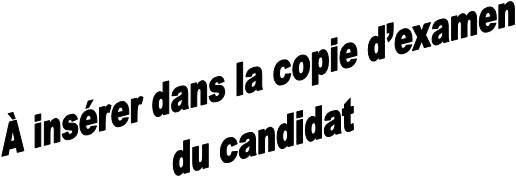 À insérer dans la copie d’examen
du candidat